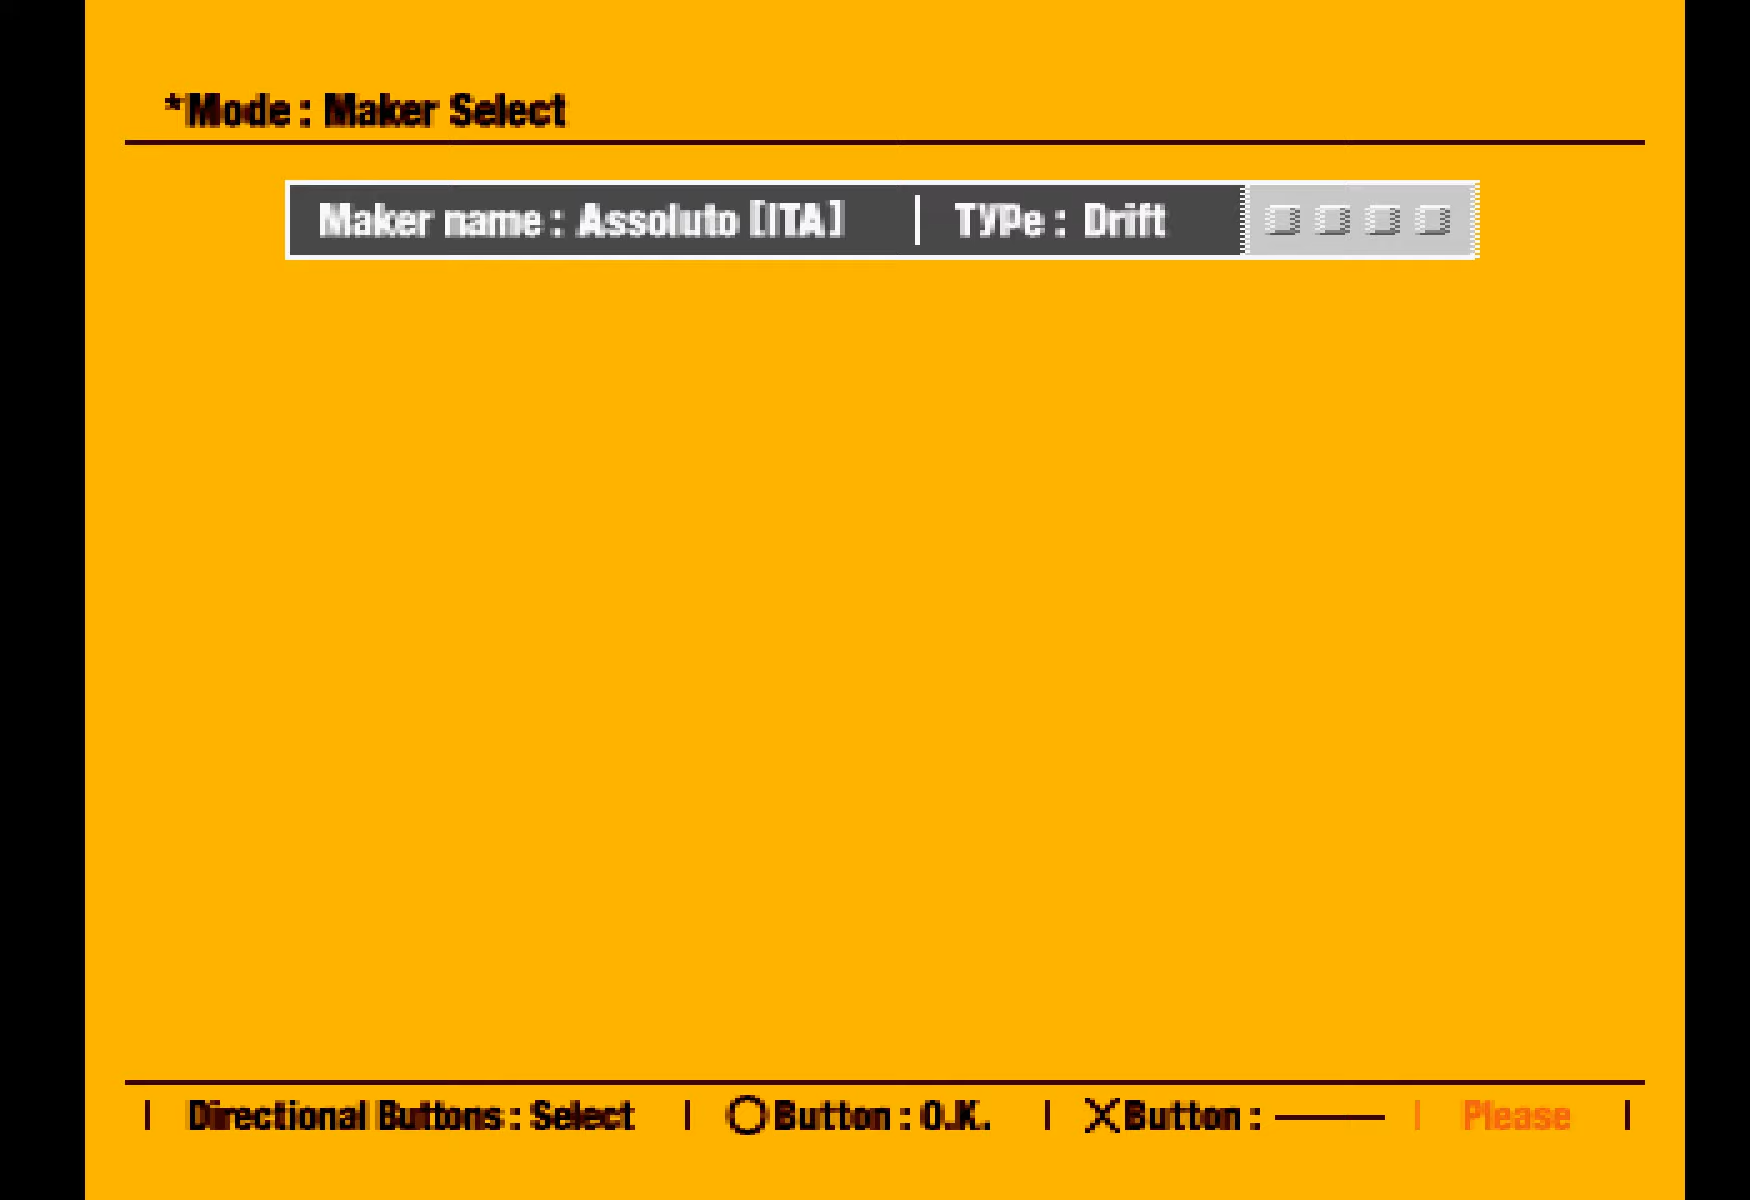 *Mode : Maker Select
Maker name : Assoluto [ITA] | TYPe : Drift
| Directional Buttons : Select | ◯Button : O.K. | ✕Button : —— | Please |